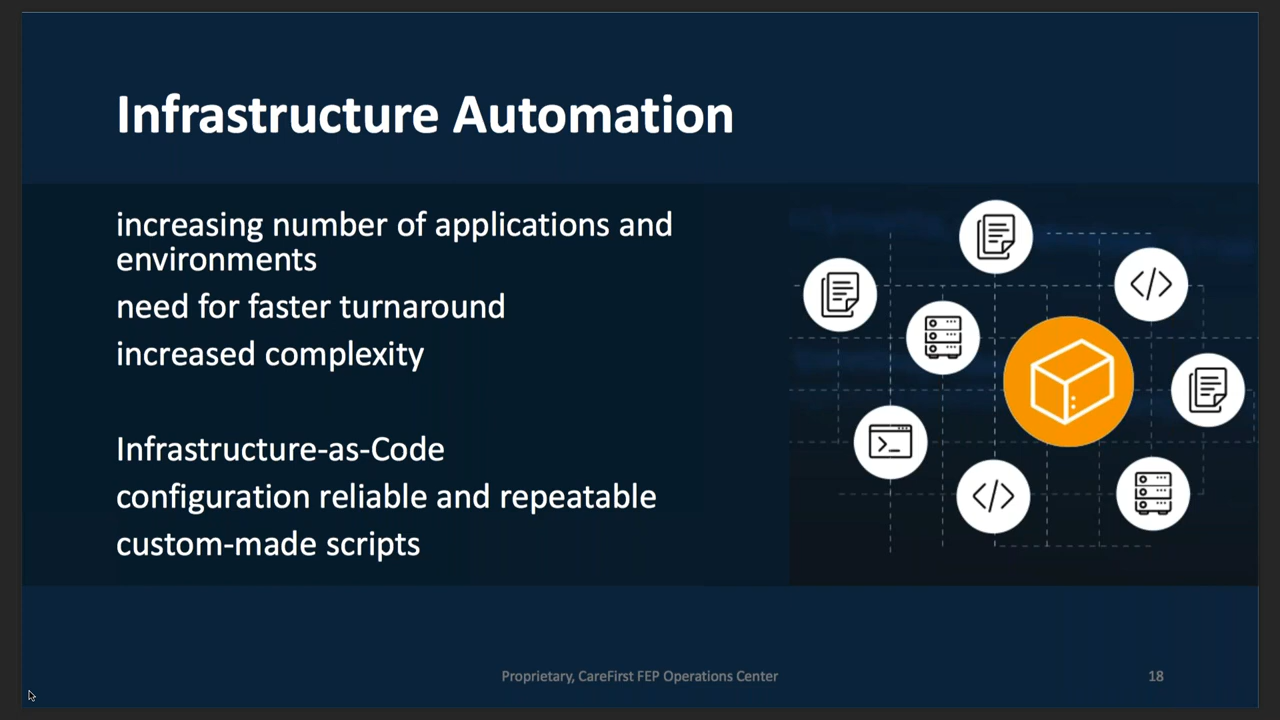 Infrastructure Automation
increasing number of applications and
environments
need for faster turnaround
increased complexity
Infrastructure-as-Code
configuration reliable and repeatable
custom-made scripts
Proprietary, CareFirst FEP Operations Center
18